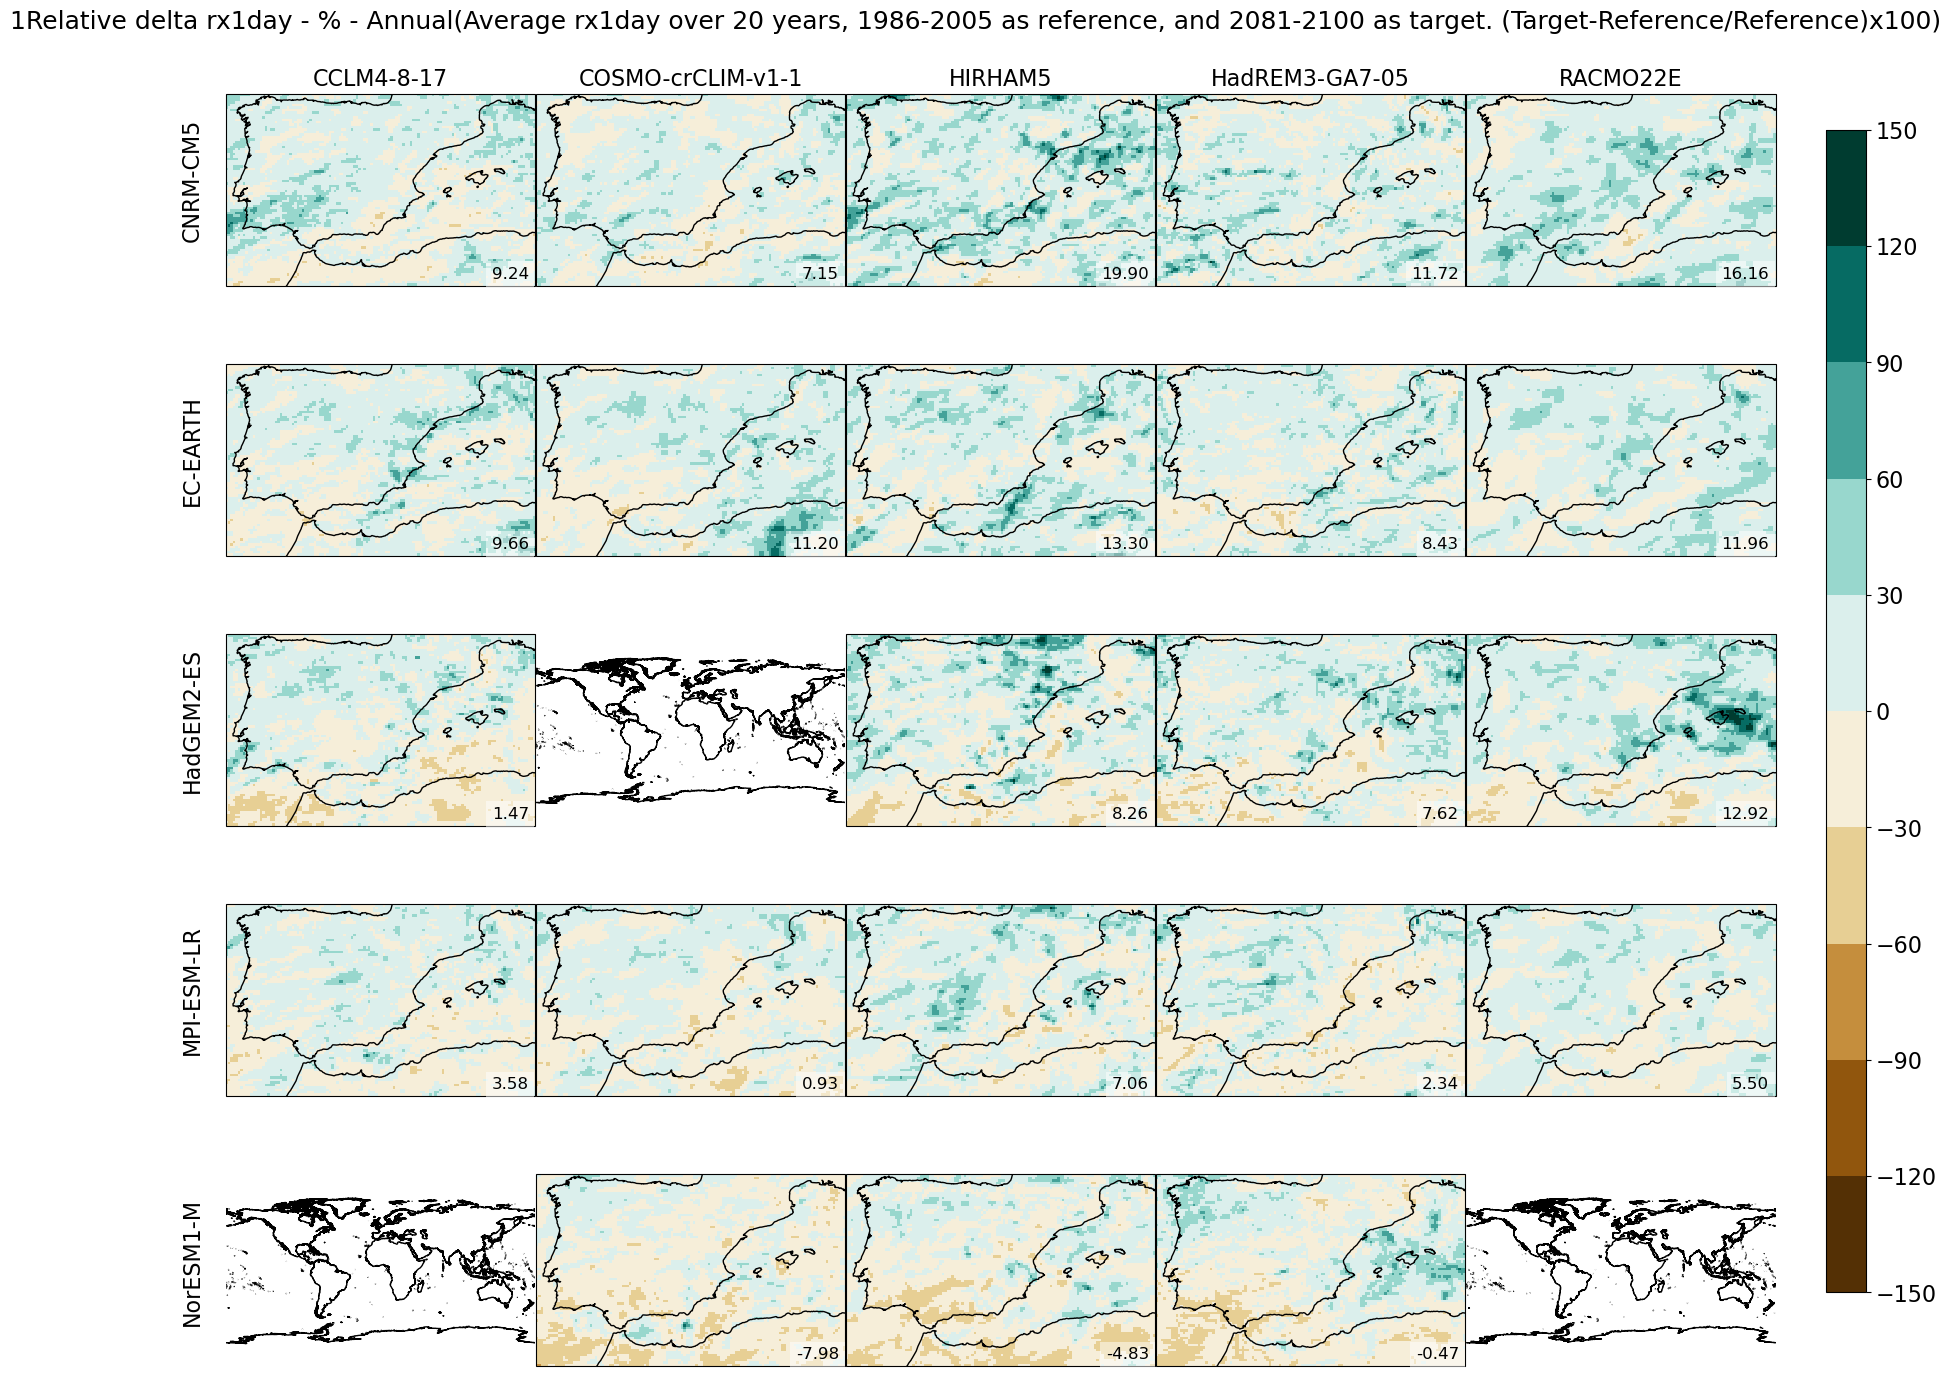 1Relative delta rx1day - % - Annual(Average rx1day over 20 years, 1986-2005 as reference, and 2081-2100 as target. (Target-Reference/Reference)x100)
CCLM4-8-17 COSMO-crCLIM-v1-1 HIRHAM5 HadREM3-GA7-05 RACMO22E
CNRM-CM5
9.24 7.15 19.90 11.72 16.16
EC-EARTH
9.66 11.20 13.30 8.43 11.96
HadGEM2-ES
1.47 8.26 7.62 12.92
MPI-ESM-LR
3.58 0.93 7.06 2.34 5.50
NorESM1-M
-7.98 -4.83 -0.47
150
120
90
60
30
0
−30
−60
−90
−120
−150